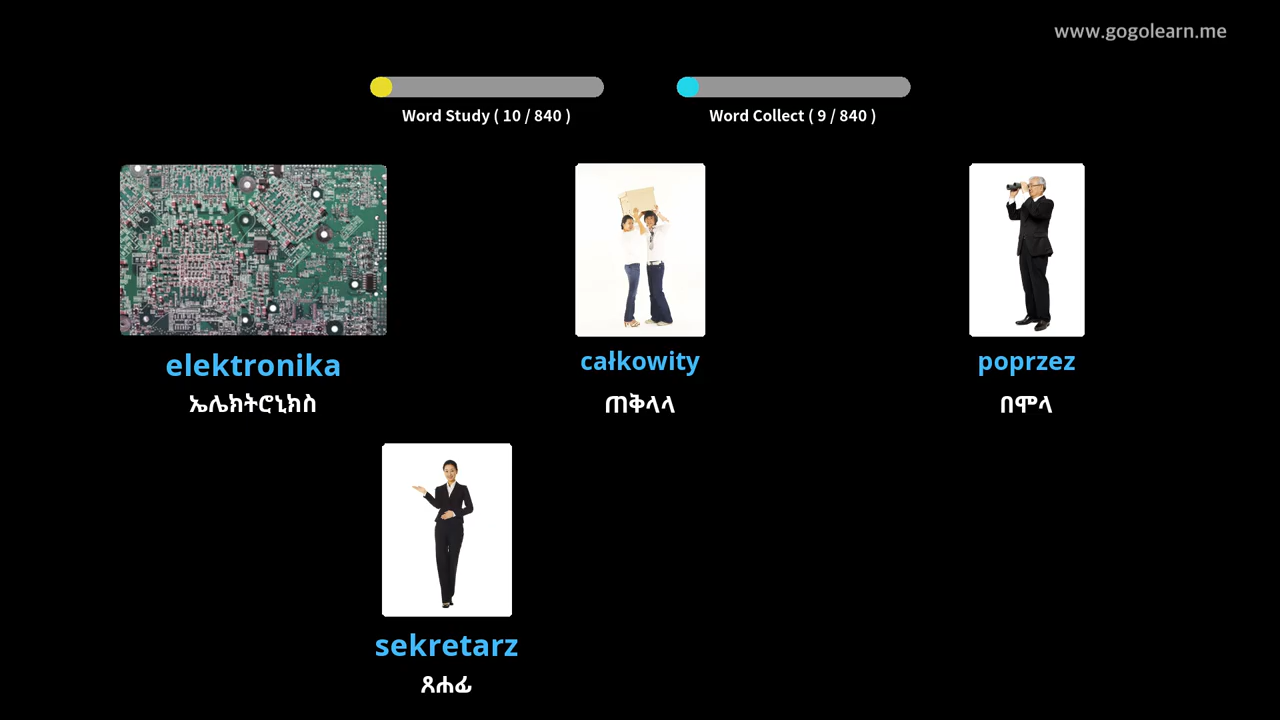 www.gogolearn.me
Word Study ( 10 / 840 )
Word Collect ( 9 / 840 )
elektronika
ኤሌክትሮኒክስ
całkowity
ጠቅላላ
poprzez
በሞላ
sekretarz
ጸሐፊ